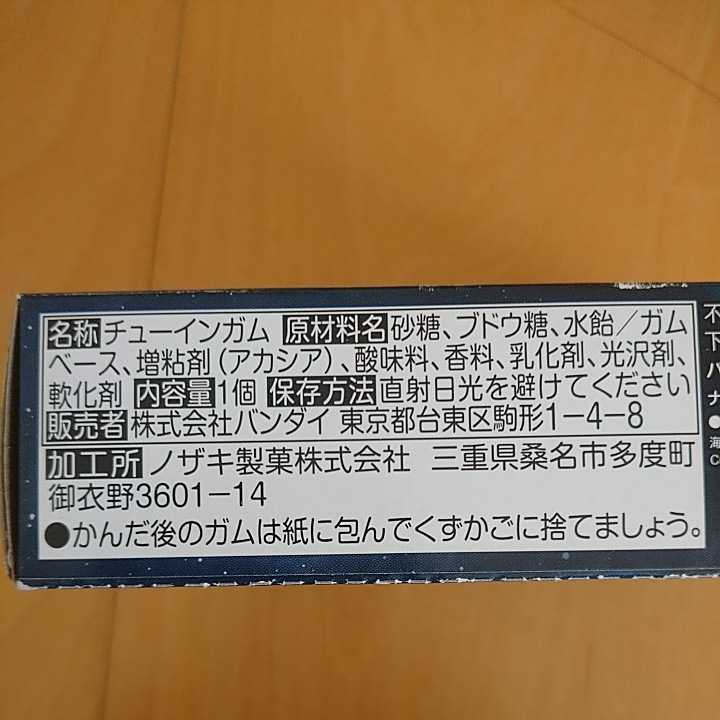 名称 チューインガム 原材料名 砂糖、ブドウ糖、水飴／ガム
ベース、増粘剤（アカシア）、酸味料、香料、乳化剤、光沢剤、
軟化剤 内容量 1個 保存方法 直射日光を避けてください
販売者 株式会社バンダイ 東京都台東区駒形1-4-8
加工所 ノザキ製菓株式会社 三重県桑名市多度町
御衣野3601-14
●かんだ後のガムは紙に包んでくずかごに捨てましょう。
不
下
ナ
●
海